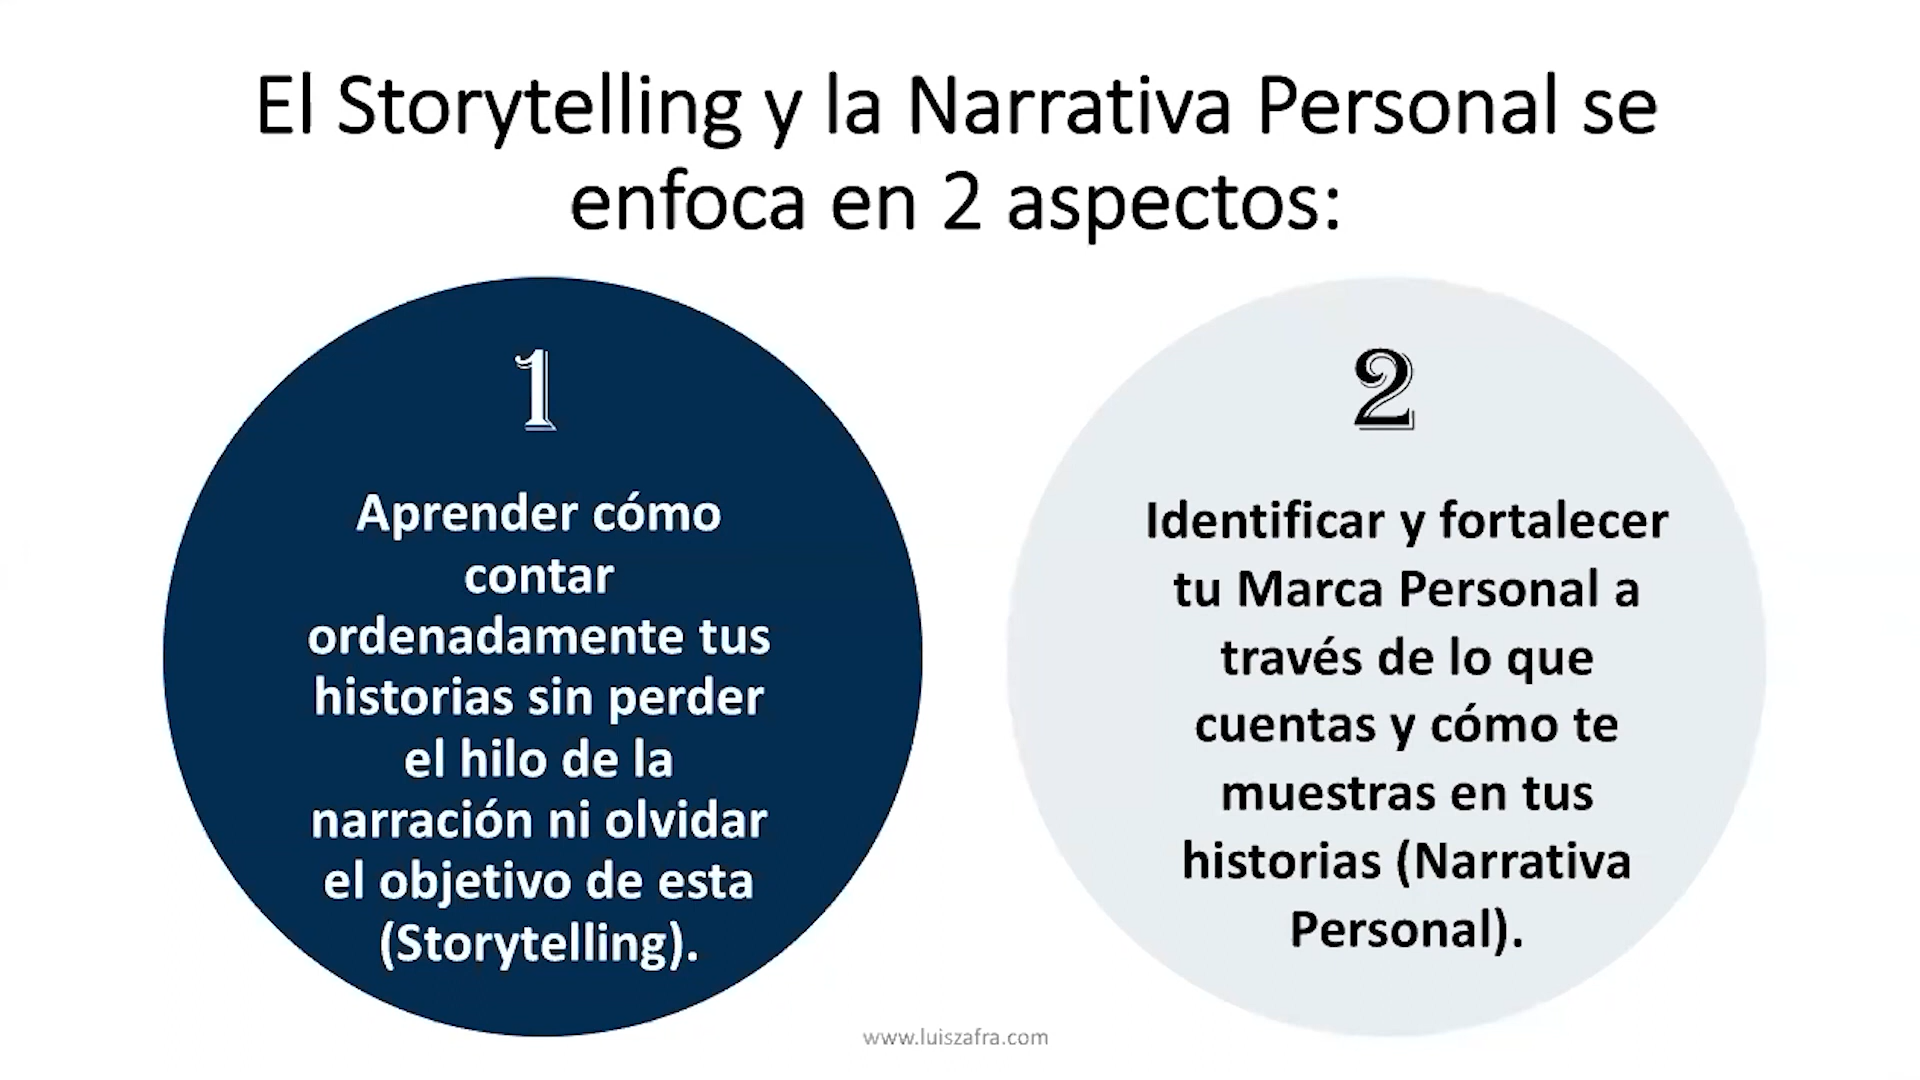 El Storytelling y la Narrativa Personal se
enfoca en 2 aspectos:
1
Aprender cómo
contar
ordenadamente tus
historias sin perder
el hilo de la
narración ni olvidar
el objetivo de esta
(Storytelling).
2
Identificar y fortalecer
tu Marca Personal a
través de lo que
cuentas y cómo te
muestras en tus
historias (Narrativa
Personal).
www.luiszafra.com